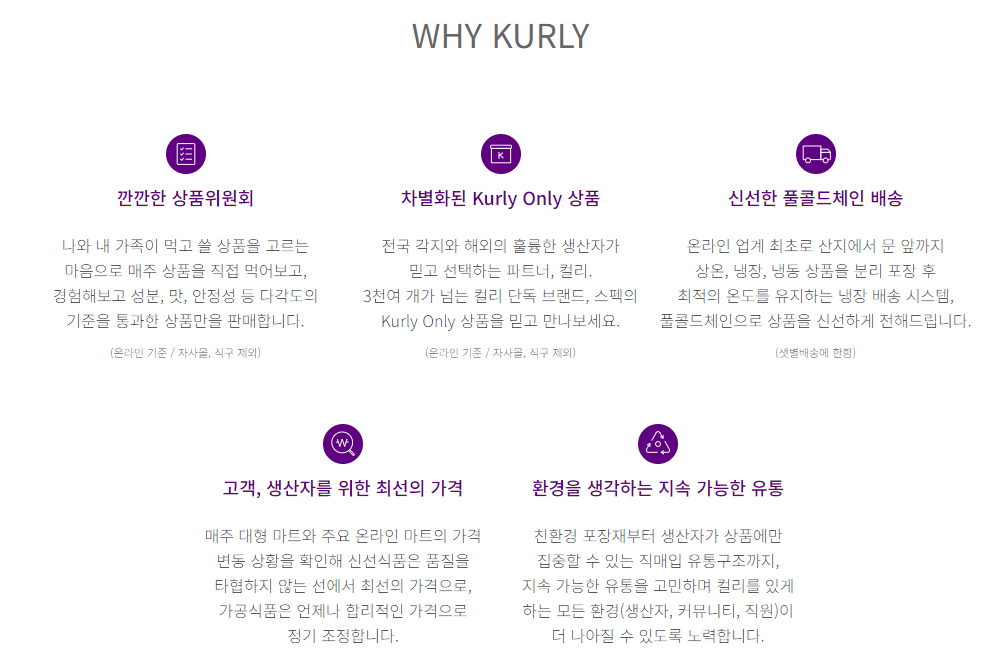 WHY KURLY
깐깐한 상품위원회
나와 내 가족이 먹고 쓸 상품을 고르는
마음으로 매주 상품을 직접 먹어보고,
경험해보고 성분, 맛, 안정성 등 다각도의
기준을 통과한 상품만을 판매합니다.
(온라인 기준 / 자사몰, 직구 제외)
차별화된 Kurly Only 상품
전국 각지와 해외의 훌륭한 생산자가
믿고 선택하는 파트너, 컬리.
3천여 개가 넘는 컬리 단독 브랜드, 스펙의
Kurly Only 상품을 믿고 만나보세요.
(온라인 기준 / 자사몰, 직구 제외)
신선한 풀콜드체인 배송
온라인 업계 최초로 산지에서 문 앞까지
상온, 냉장, 냉동 상품을 분리 포장 후
최적의 온도를 유지하는 냉장 배송 시스템,
풀콜드체인으로 상품을 신선하게 전해드립니다.
(샛별배송에 한함)
고객, 생산자를 위한 최선의 가격
매주 대형 마트와 주요 온라인 마트의 가격
변동 상황을 확인해 신선식품은 품질을
타협하지 않는 선에서 최선의 가격으로,
가공식품은 언제나 합리적인 가격으로
정기 조정합니다.
환경을 생각하는 지속 가능한 유통
친환경 포장재부터 생산자가 상품에만
집중할 수 있는 직매입 유통구조까지,
지속 가능한 유통을 고민하며 컬리를 있게
하는 모든 환경(생산자, 커뮤니티, 직원)이
더 나아질 수 있도록 노력합니다.